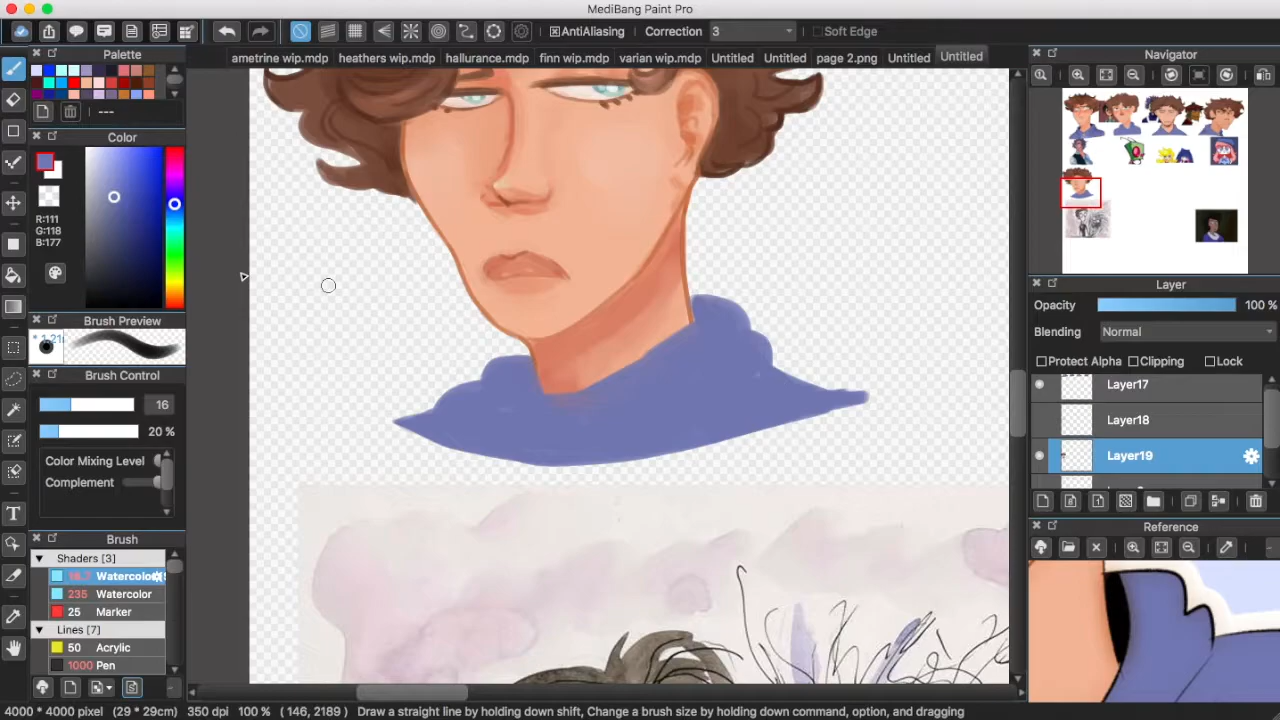 MediBang Paint Pro
AntiAliasing Correction 3 Soft Edge
Palette
ametrine wip.mdp heathers wip.mdp hallurance.mdp finn wip.mdp varian wip.mdp Untitled Untitled page 2.png Untitled Untitled
Navigator
---
Color
R:111
G:118
B:177
Layer
Opacity 100 %
Brush Preview
Blending Normal
Protect Alpha Clipping Lock
Brush Control
Layer17
16
Layer18
20 %
Layer19
Color Mixing Level
Complement
Reference
Brush
Shaders [3]
Watercolo
235 Watercolor
25 Marker
Lines [7]
50 Acrylic
1000 Pen
4000 * 4000 pixel (29 * 29cm) 350 dpi 100 % ( 146, 2189 ) Draw a straight line by holding down shift, Change a brush size by holding down command, option, and dragging